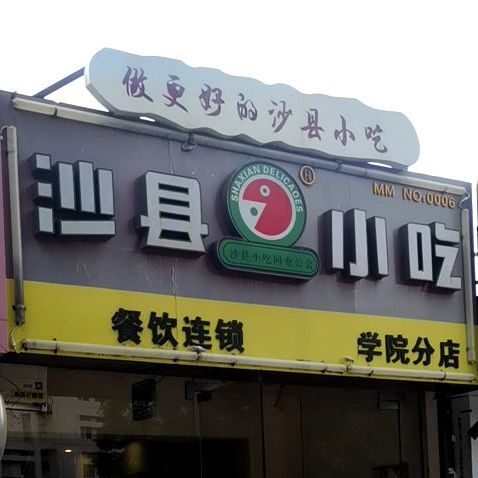 做更好的沙县小吃
沙县小吃
SHAXIAN DELICAOES
沙县小吃同业公会
®
MM NO:0006
餐饮连锁
学院分店